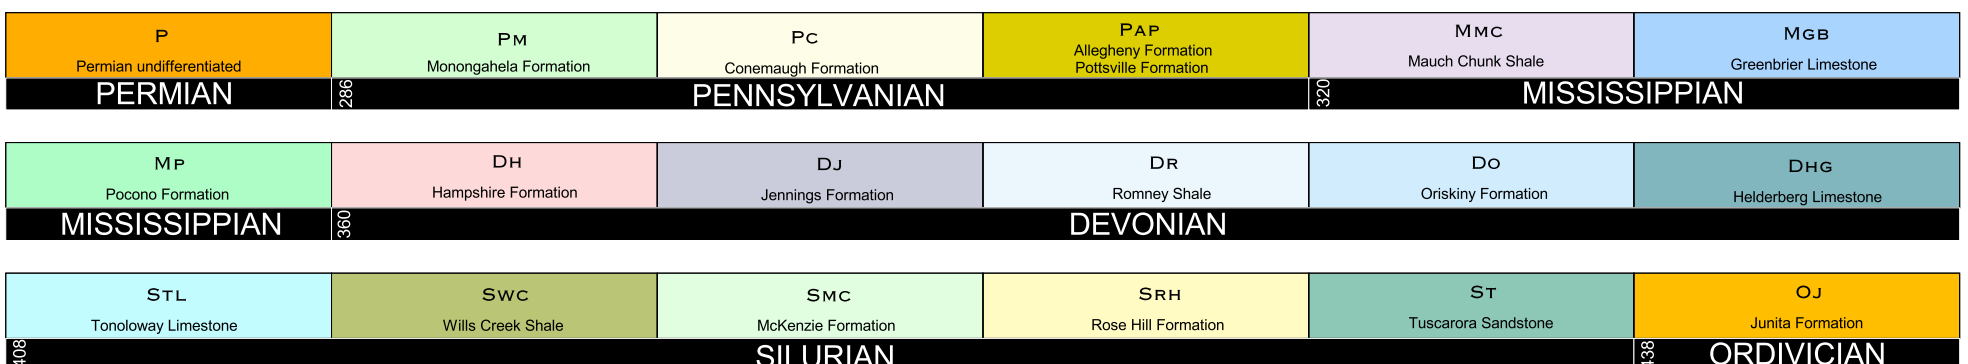 P
Permian undifferentiated
PM
Monongahela Formation
PC
Conemaugh Formation
PAP
Allegheny Formation
Pottsville Formation
MMC
Mauch Chunk Shale
MGB
Greenbrier Limestone
PERMIAN
286
PENNSYLVANIAN
320
MISSISSIPPIAN
MP
Pocono Formation
DH
Hampshire Formation
DJ
Jennings Formation
DR
Romney Shale
DO
Oriskiny Formation
DHG
Helderberg Limestone
MISSISSIPPIAN
360
DEVONIAN
STL
Tonoloway Limestone
SWC
Wills Creek Shale
SMC
McKenzie Formation
SRH
Rose Hill Formation
ST
Tuscarora Sandstone
OJ
Junita Formation
408
SILURIAN
438
ORDIVICIAN